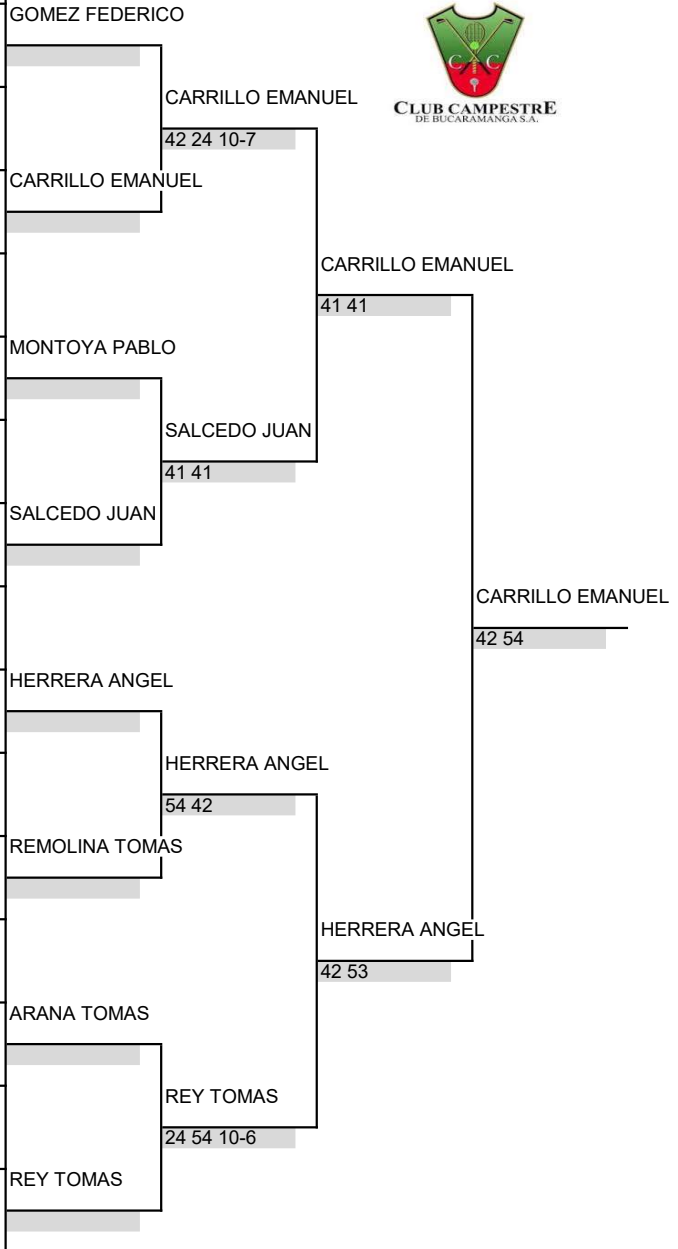 GOMEZ FEDERICO
C C
CLUB CAMPESTRE
DE BUCARAMANGA S.A.
CARRILLO EMANUEL
42 24 10-7
CARRILLO EMANUEL
CARRILLO EMANUEL
41 41
MONTOYA PABLO
SALCEDO JUAN
41 41
SALCEDO JUAN
CARRILLO EMANUEL
42 54
HERRERA ANGEL
HERRERA ANGEL
54 42
REMOLINA TOMAS
HERRERA ANGEL
42 53
ARANA TOMAS
REY TOMAS
24 54 10-6
REY TOMAS